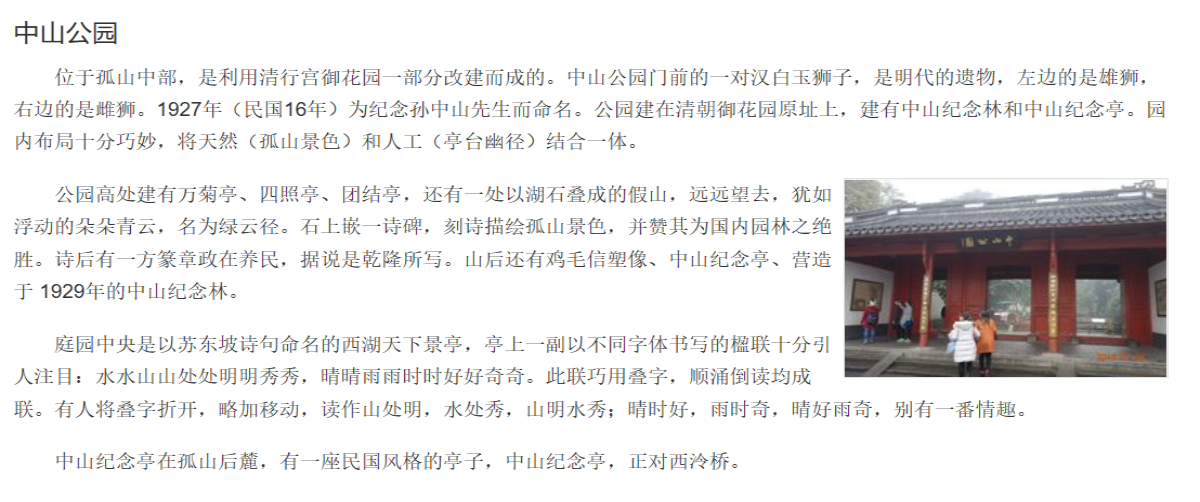 中山公园
位于孤山中部，是利用清行宫御花园一部分改建而成的。中山公园门前的一对汉白玉狮子，是明代的遗物，左边的是雄狮，
右边的是雌狮。1927年（民国16年）为纪念孙中山先生而命名。公园建在清朝御花园原址上，建有中山纪念林和中山纪念亭。园
内布局十分巧妙，将天然（孤山景色）和人工（亭台幽径）结合一体。
公园高处建有万菊亭、四照亭、团结亭，还有一处以湖石叠成的假山，远远望去，犹如
浮动的朵朵青云，名为绿云径。石上嵌一诗碑，刻诗描绘孤山景色，并赞其为国内园林之绝
胜。诗后有一方篆章政在养民，据说是乾隆所写。山后还有鸡毛信塑像、中山纪念亭、营造
于 1929年的中山纪念林。
庭园中央是以苏东坡诗句命名的西湖天下景亭，亭上一副以不同字体书写的楹联十分引
人注目：水水山山处处明明秀秀，晴晴雨雨时时好好奇奇。此联巧用叠字，顺涌倒读均成
联。有人将叠字折开，略加移动，读作山处明，水处秀，山明水秀；晴时好，雨时奇，晴好雨奇，别有一番情趣。
中山纪念亭在孤山后麓，有一座民国风格的亭子，中山纪念亭，正对西泠桥。
園公山中